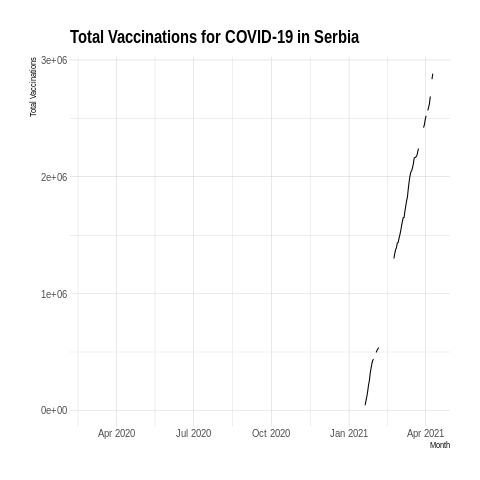 Total Vaccinations for COVID-19 in Serbia
Total Vaccinations
3e+06
2e+06
1e+06
0e+00
Apr 2020 Jul 2020 Oct 2020 Jan 2021 Apr 2021
Month